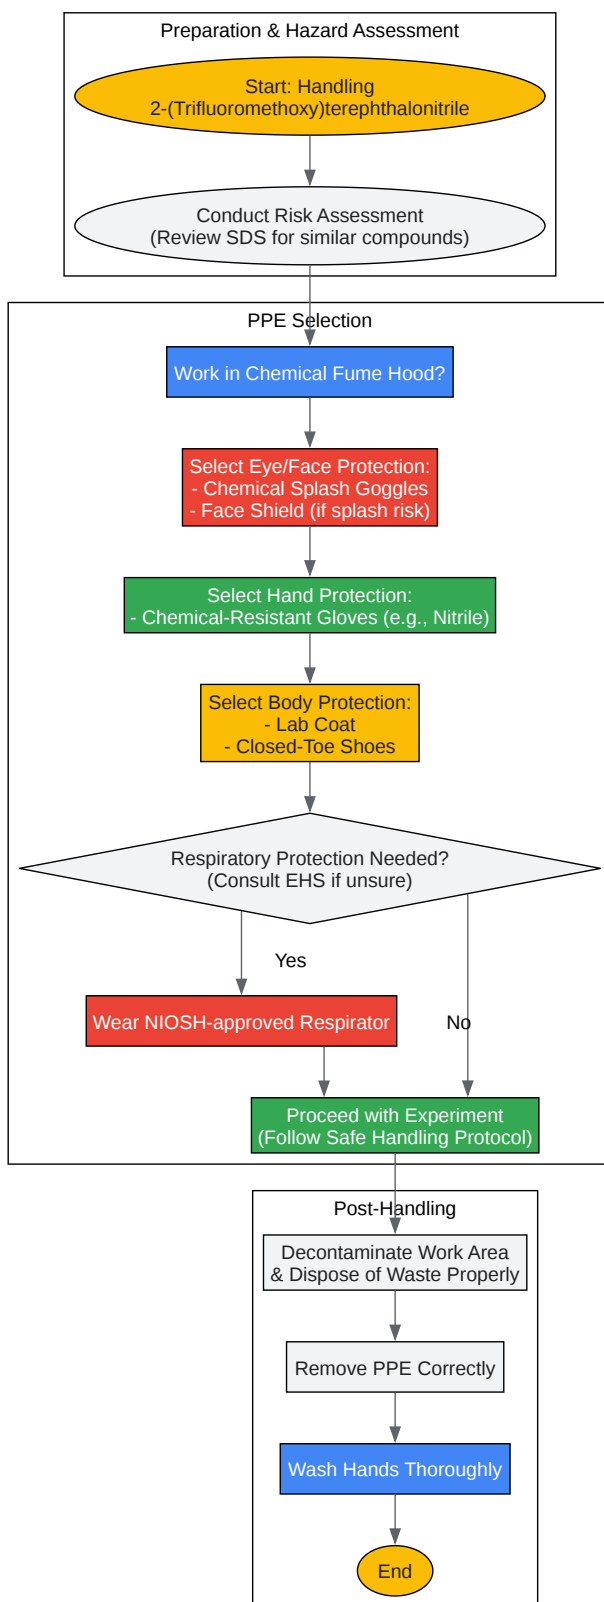 Preparation & Hazard Assessment
Start: Handling
2-(Trifluoromethoxy)terephthalonitrile
Conduct Risk Assessment
(Review SDS for similar compounds)
PPE Selection
Work in Chemical Fume Hood?
Select Eye/Face Protection:
- Chemical Splash Goggles
- Face Shield (if splash risk)
Select Hand Protection:
- Chemical-Resistant Gloves (e.g., Nitrile)
Select Body Protection:
- Lab Coat
- Closed-Toe Shoes
Respiratory Protection Needed?
(Consult EHS if unsure)
Yes
Wear NIOSH-approved Respirator
No
Proceed with Experiment
(Follow Safe Handling Protocol)
Post-Handling
Decontaminate Work Area
& Dispose of Waste Properly
Remove PPE Correctly
Wash Hands Thoroughly
End